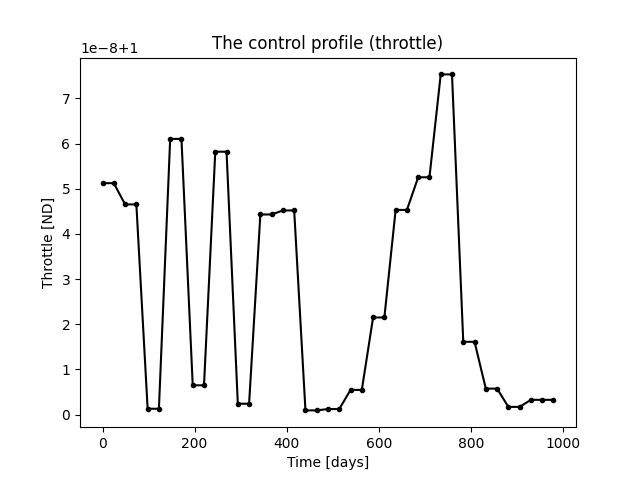 The control profile (throttle)
1e−8+1
7
6
5
4
3
2
1
0
Throttle [ND]
0 200 400 600 800 1000
Time [days]